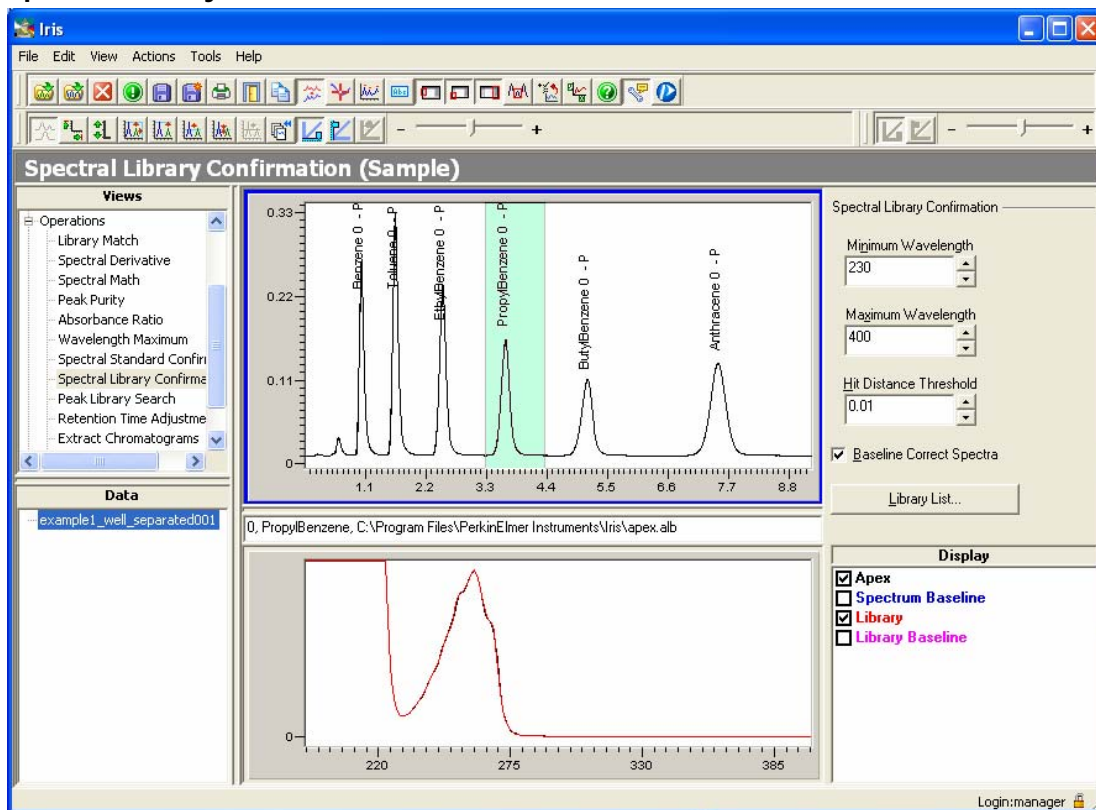 Iris
File Edit View Actions Tools Help
- + - +
Spectral Library Confirmation (Sample)
Views
Operations
Library Match
Spectral Derivative
Spectral Math
Peak Purity
Absorbance Ratio
Wavelength Maximum
Spectral Standard Confir
Spectral Library Confirma
Peak Library Search
Retention Time Adjustme
Extract Chromatograms
Data
example1_well_separated001
0.33
0.22
0.11
0
Benzene 0 - P
Toluene 0 - P
EthylBenzene 0 - P
PropylBenzene 0 - P
ButylBenzene 0 - P
Anthracene 0 - P
1.1 2.2 3.3 4.4 5.5 6.6 7.7 8.8
0, PropylBenzene, C:\Program Files\PerkinElmer Instruments\Iris\apex.alb
0
220 275 330 385
Spectral Library Confirmation
Minimum Wavelength
230
Maximum Wavelength
400
Hit Distance Threshold
0.01
Baseline Correct Spectra
Library List...
Display
Apex
Spectrum Baseline
Library
Library Baseline
Login:manager